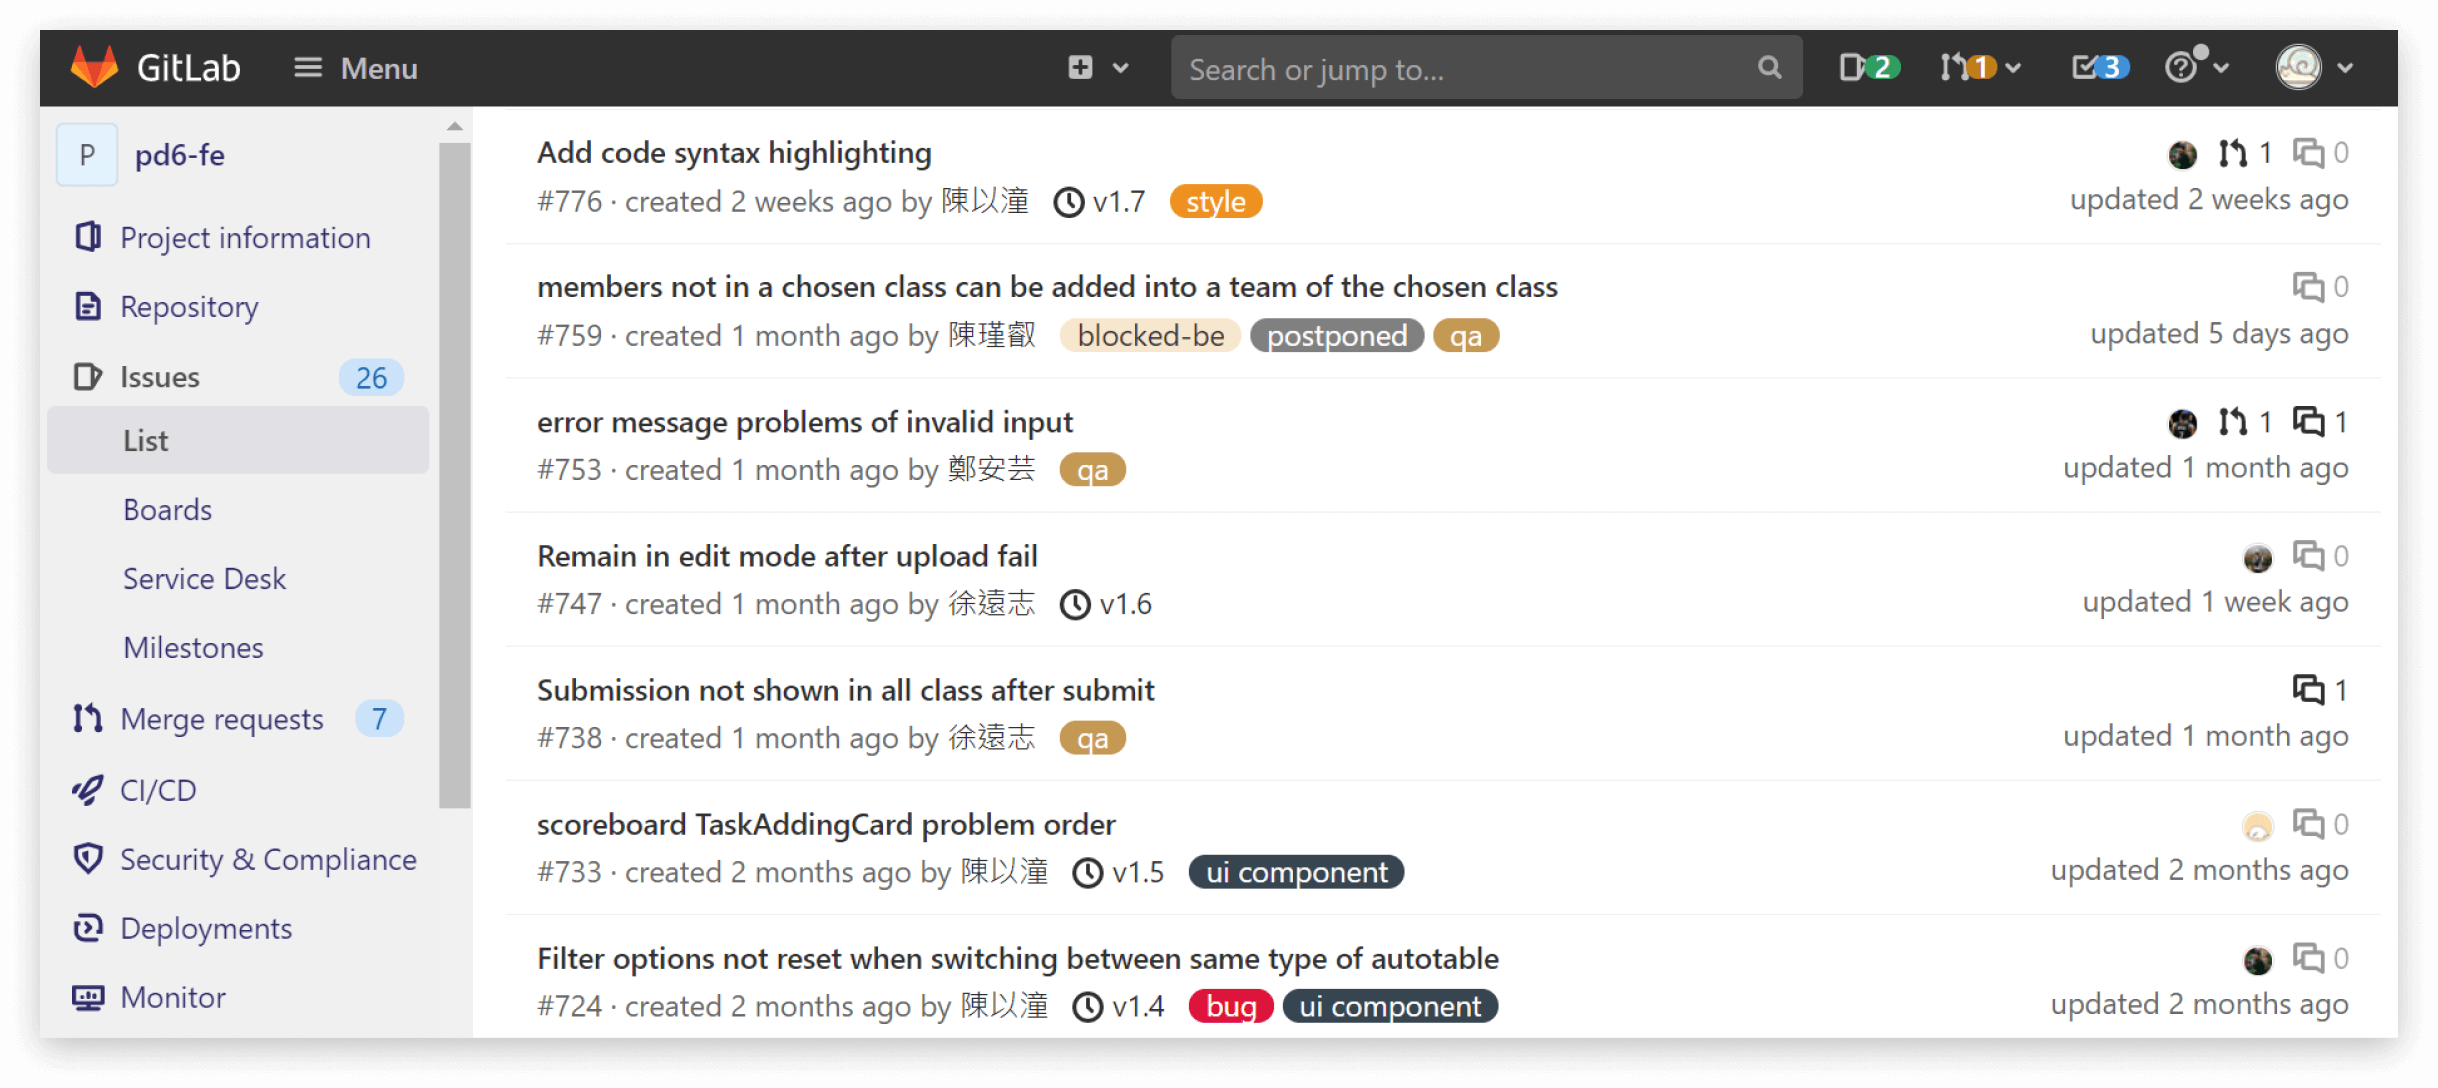 GitLab Menu Search or jump to... 2 1 3
P pd6-fe
Project information
Repository
Issues 26
List
Boards
Service Desk
Milestones
Merge requests 7
CI/CD
Security & Compliance
Deployments
Monitor
Add code syntax highlighting 1 0
#776 · created 2 weeks ago by 陳以潼 v1.7 style updated 2 weeks ago
members not in a chosen class can be added into a team of the chosen class 0
#759 · created 1 month ago by 陳瑾叡 blocked-be postponed qa updated 5 days ago
error message problems of invalid input 1 1
#753 · created 1 month ago by 鄭安芸 qa updated 1 month ago
Remain in edit mode after upload fail 0
#747 · created 1 month ago by 徐遠志 v1.6 updated 1 week ago
Submission not shown in all class after submit 1
#738 · created 1 month ago by 徐遠志 qa updated 1 month ago
scoreboard TaskAddingCard problem order 0
#733 · created 2 months ago by 陳以潼 v1.5 ui component updated 2 months ago
Filter options not reset when switching between same type of autotable 0
#724 · created 2 months ago by 陳以潼 v1.4 bug ui component updated 2 months ago